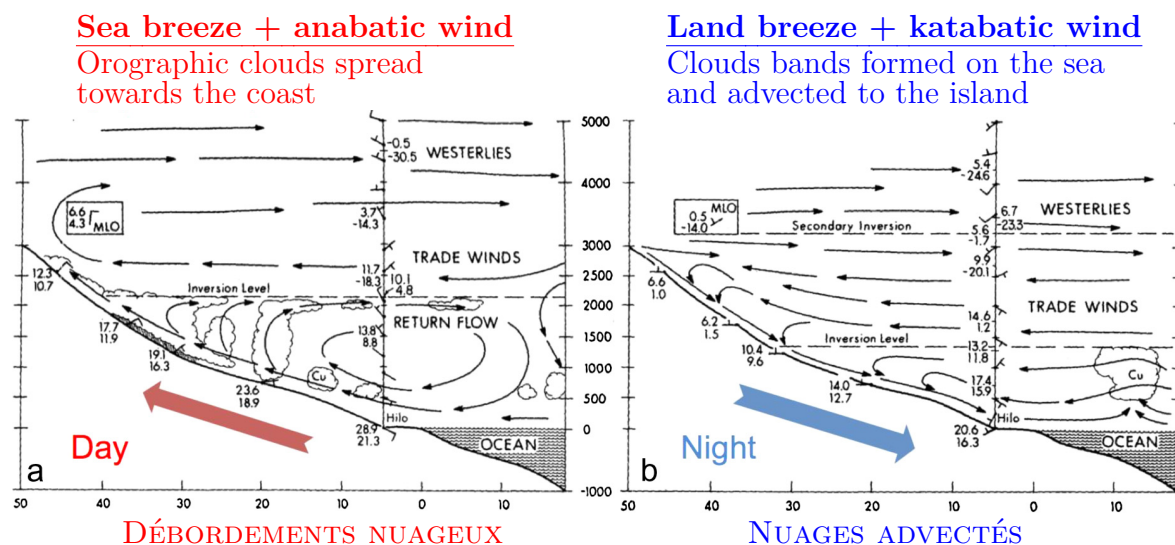 Sea breeze + anabatic wind
Orographic clouds spread
towards the coast
Land breeze + katabatic wind
Clouds bands formed on the sea
and advected to the island
-0.5
-30.5
WESTERLIES
6.6
4.3
MLO
3.7
-14.3
TRADE WINDS
11.7
-18.3
10.1
4.8
12.3
10.7
Inversion Level
RETURN FLOW
13.8
8.8
17.7
11.9
19.1
16.3
Cu
23.6
18.9
Hilo
28.9
21.3
OCEAN
Day
a
50 40 30 20 10 0
5000
4000
3000
2500
2000
1500
1000
500
0
-1000
5.4
-24.6
MLO
0.5
-14.0
6.7
-23.3
WESTERLIES
Secondary Inversion
5.6
-1.7
9.9
-20.1
6.6
1.0
TRADE WINDS
14.6
1.2
6.2
1.5
Inversion Level
13.2
11.8
10.4
9.6
17.4
15.9
Cu
14.0
12.7
Hilo
20.6
16.3
OCEAN
Night
b
50 40 30 20 10 0
DÉBORDEMENTS NUAGEUX
NUAGES ADVECTÉS